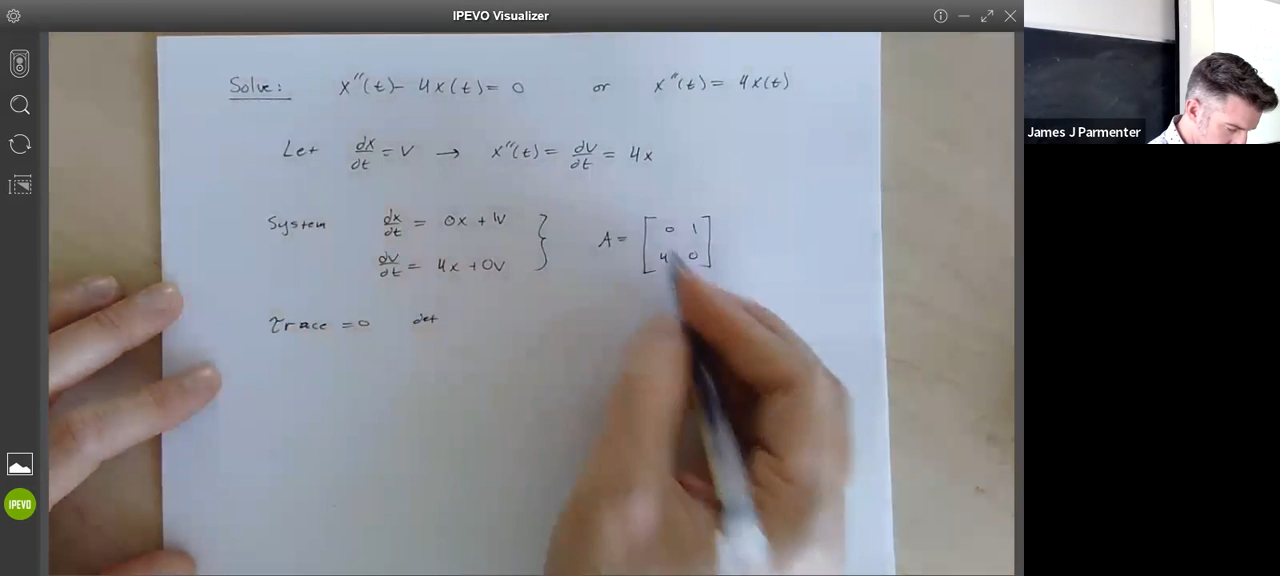 IPEVO Visualizer
Solve: x″(t) - 4x(t) = 0 or x″(t) = 4x(t)
Let dx/dt = v → x″(t) = dv/dt = 4x
System dx/dt = 0x + 1v
dv/dt = 4x + 0v
A = [0 1
4 0]
Trace = 0 det
James J Parmenter
IPEVO